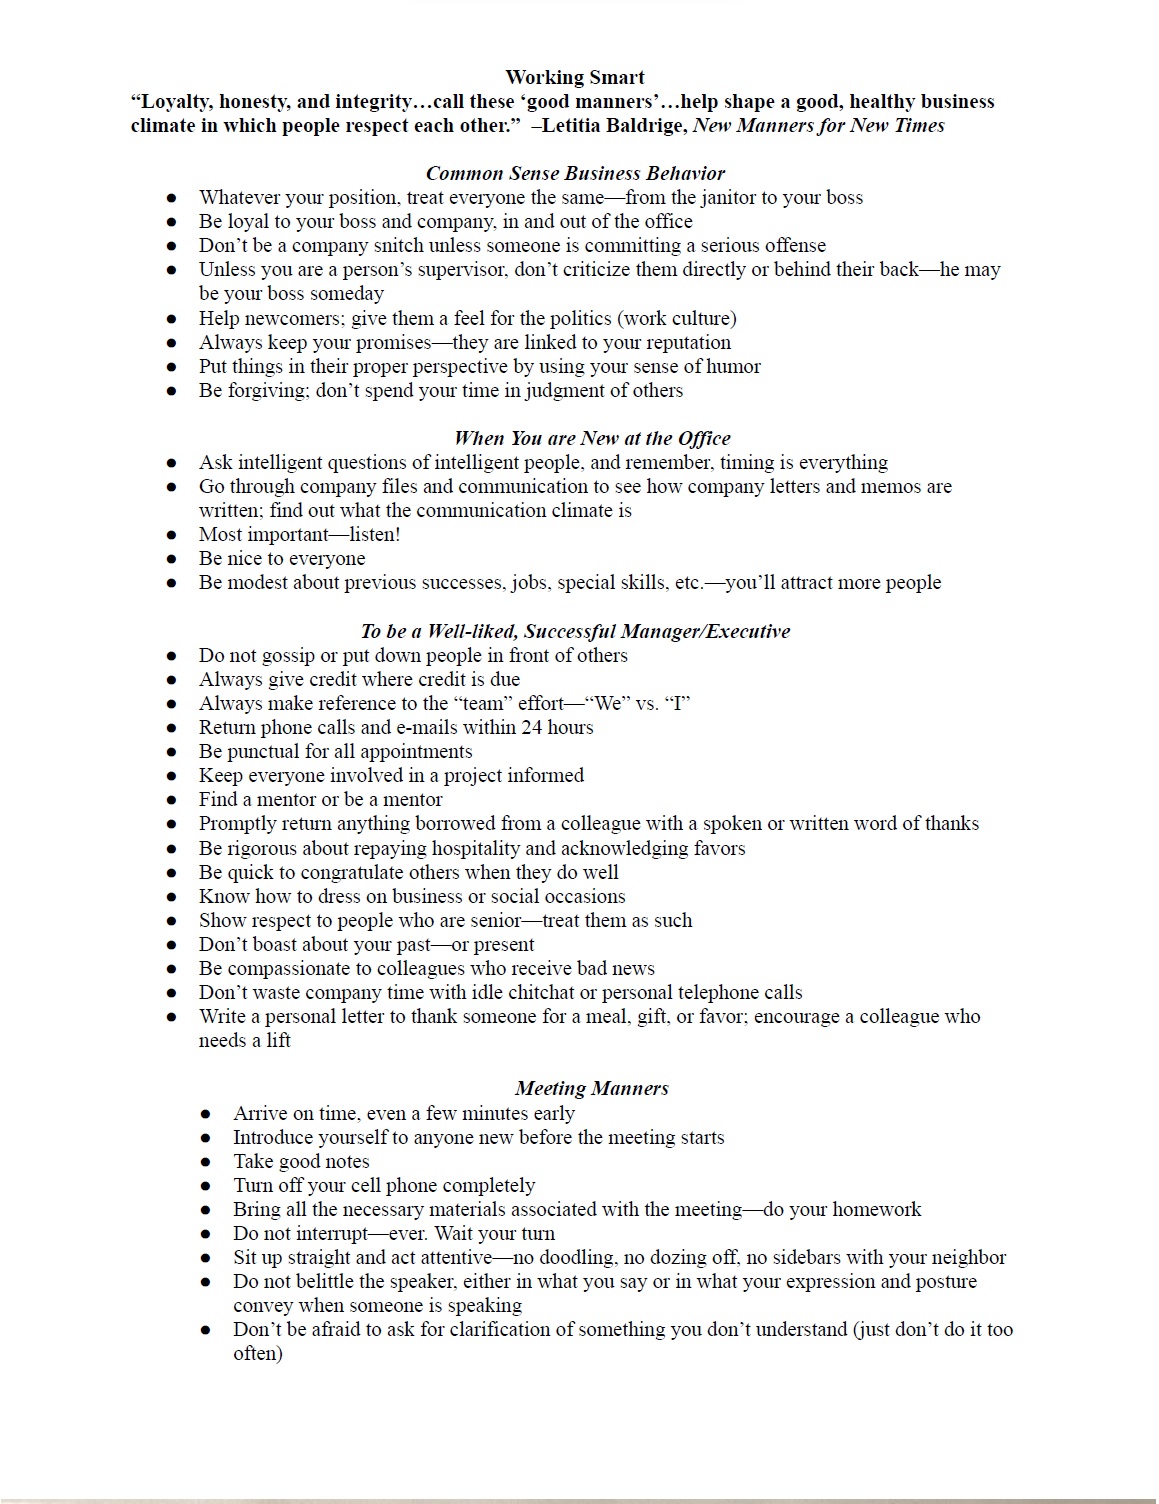 Working Smart
“Loyalty, honesty, and integrity…call these ‘good manners’…help shape a good, healthy business
climate in which people respect each other.”  –Letitia Baldrige, New Manners for New Times
Common Sense Business Behavior
● Whatever your position, treat everyone the same—from the janitor to your boss
● Be loyal to your boss and company, in and out of the office
● Don’t be a company snitch unless someone is committing a serious offense
● Unless you are a person’s supervisor, don’t criticize them directly or behind their back—he may
be your boss someday
● Help newcomers; give them a feel for the politics (work culture)
● Always keep your promises—they are linked to your reputation
● Put things in their proper perspective by using your sense of humor
● Be forgiving; don’t spend your time in judgment of others
When You are New at the Office
● Ask intelligent questions of intelligent people, and remember, timing is everything
● Go through company files and communication to see how company letters and memos are
written; find out what the communication climate is
● Most important—listen!
● Be nice to everyone
● Be modest about previous successes, jobs, special skills, etc.—you’ll attract more people
To be a Well-liked, Successful Manager/Executive
● Do not gossip or put down people in front of others
● Always give credit where credit is due
● Always make reference to the “team” effort—“We” vs. “I”
● Return phone calls and e-mails within 24 hours
● Be punctual for all appointments
● Keep everyone involved in a project informed
● Find a mentor or be a mentor
● Promptly return anything borrowed from a colleague with a spoken or written word of thanks
● Be rigorous about repaying hospitality and acknowledging favors
● Be quick to congratulate others when they do well
● Know how to dress on business or social occasions
● Show respect to people who are senior—treat them as such
● Don’t boast about your past—or present
● Be compassionate to colleagues who receive bad news
● Don’t waste company time with idle chitchat or personal telephone calls
● Write a personal letter to thank someone for a meal, gift, or favor; encourage a colleague who
needs a lift
Meeting Manners
● Arrive on time, even a few minutes early
● Introduce yourself to anyone new before the meeting starts
● Take good notes
● Turn off your cell phone completely
● Bring all the necessary materials associated with the meeting—do your homework
● Do not interrupt—ever. Wait your turn
● Sit up straight and act attentive—no doodling, no dozing off, no sidebars with your neighbor
● Do not belittle the speaker, either in what you say or in what your expression and posture
convey when someone is speaking
● Don’t be afraid to ask for clarification of something you don’t understand (just don’t do it too
often)